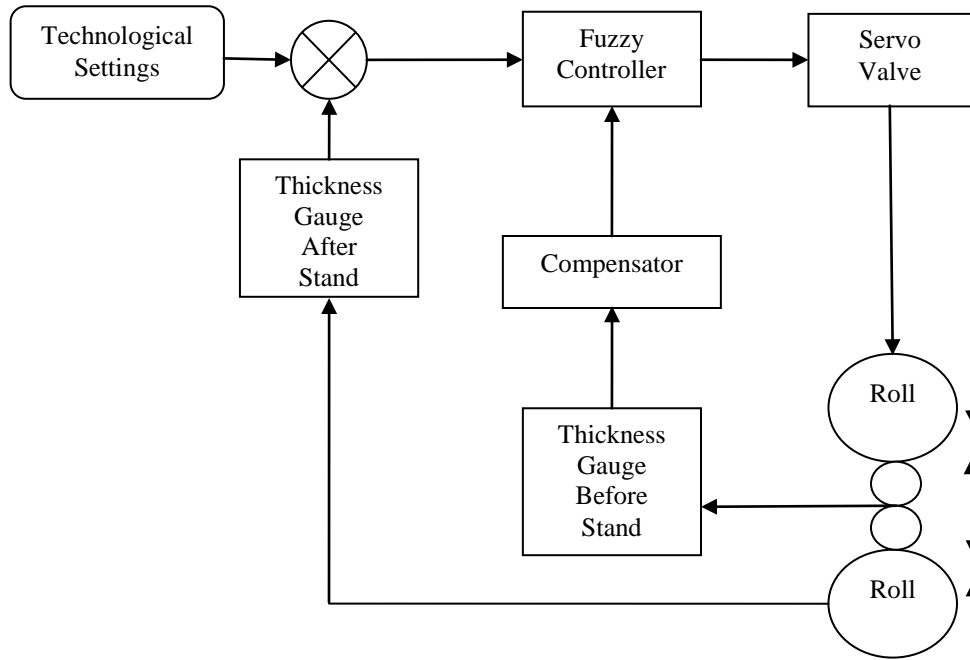 Technological
Settings
Fuzzy
Controller
Servo
Valve
Thickness
Gauge
After
Stand
Compensator
Roll
Thickness
Gauge
Before
Stand
Roll